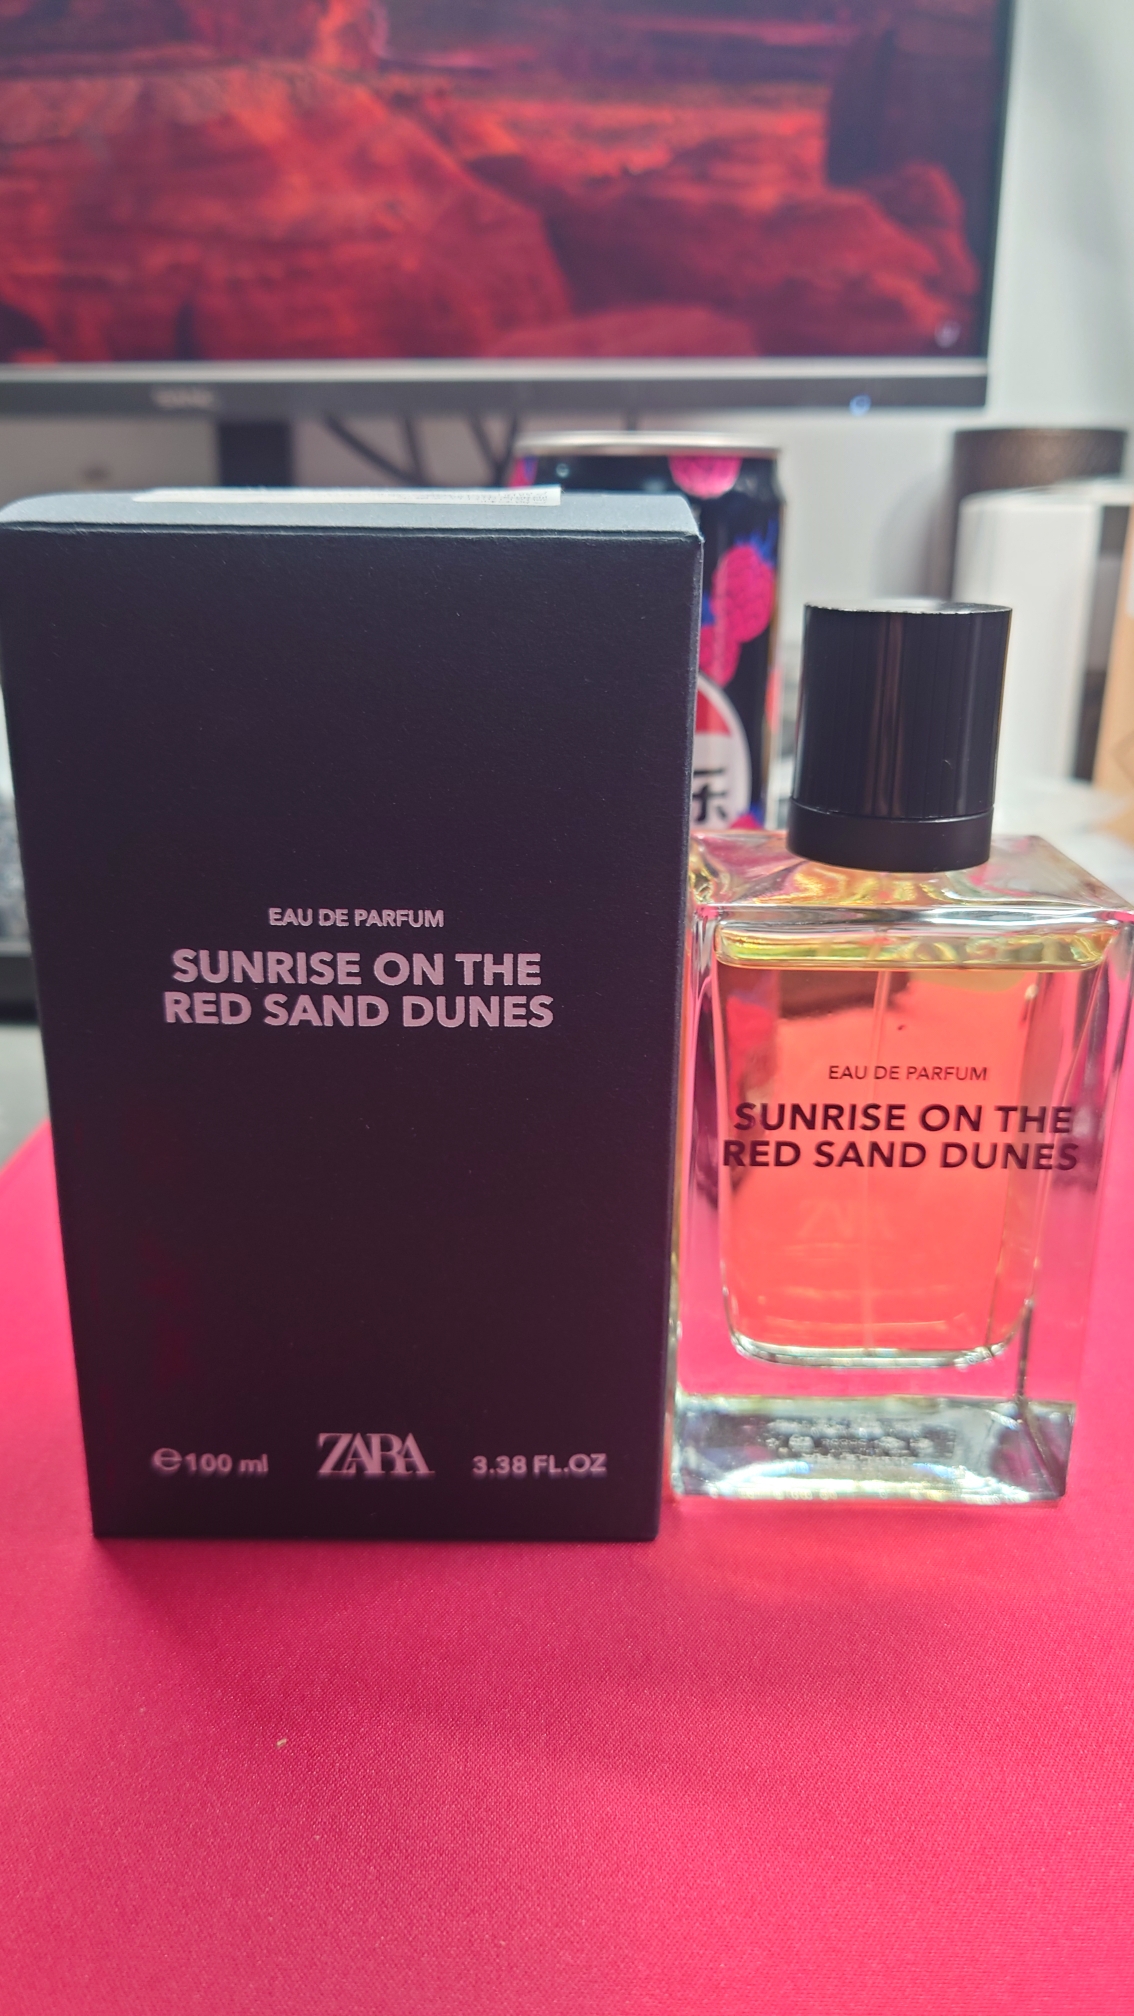 EAU DE PARFUM
SUNRISE ON THE
RED SAND DUNES
℮100 ml ZARA 3.38 FL.OZ
乐
EAU DE PARFUM
SUNRISE ON THE
RED SAND DUNES